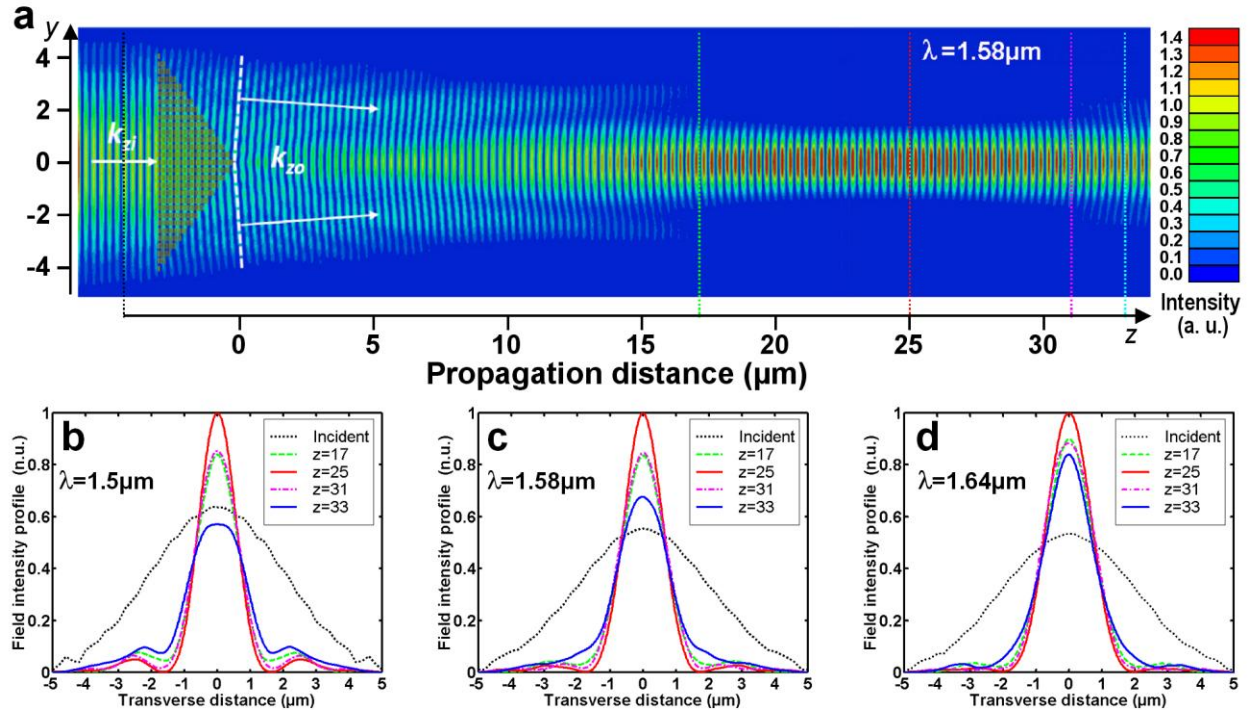 a
y
4
2
0
-2
-4
k_zi
k_zo
λ=1.58μm
1.4
1.3
1.2
1.1
1.0
0.9
0.8
0.7
0.6
0.5
0.4
0.3
0.2
0.1
0.0
Intensity
(a. u.)
0 5 10 15 20 25 30 z
Propagation distance (μm)
b
λ=1.5μm
Incident
z=17
z=25
z=31
z=33
Field intensity profile (n.u.)
1
0.8
0.6
0.4
0.2
0
-5 -4 -3 -2 -1 0 1 2 3 4 5
Transverse distance (μm)
c
λ=1.58μm
Incident
z=17
z=25
z=31
z=33
Field intensity profile (n.u.)
1
0.8
0.6
0.4
0.2
0
-5 -4 -3 -2 -1 0 1 2 3 4 5
Transverse distance (μm)
d
λ=1.64μm
Incident
z=17
z=25
z=31
z=33
Field intensity profile (n.u.)
1
0.8
0.6
0.4
0.2
0
-5 -4 -3 -2 -1 0 1 2 3 4 5
Transverse distance (μm)